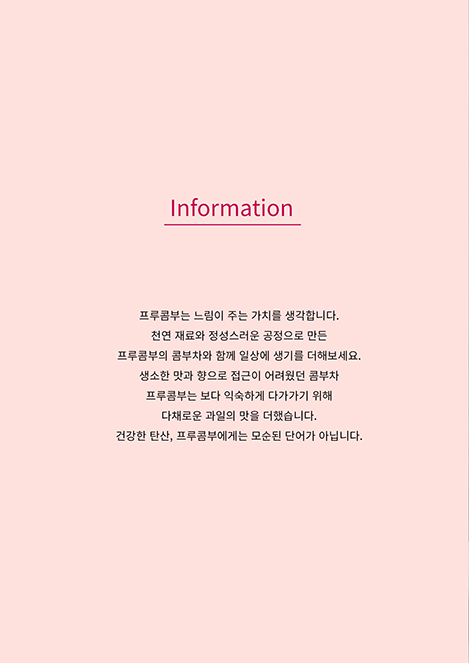 Information
프루콤부는 느림이 주는 가치를 생각합니다.
천연 재료와 정성스러운 공정으로 만든
프루콤부의 콤부차와 함께 일상에 생기를 더해보세요.
생소한 맛과 향으로 접근이 어려웠던 콤부차
프루콤부는 보다 익숙하게 다가가기 위해
다채로운 과일의 맛을 더했습니다.
건강한 탄산, 프루콤부에게는 모순된 단어가 아닙니다.